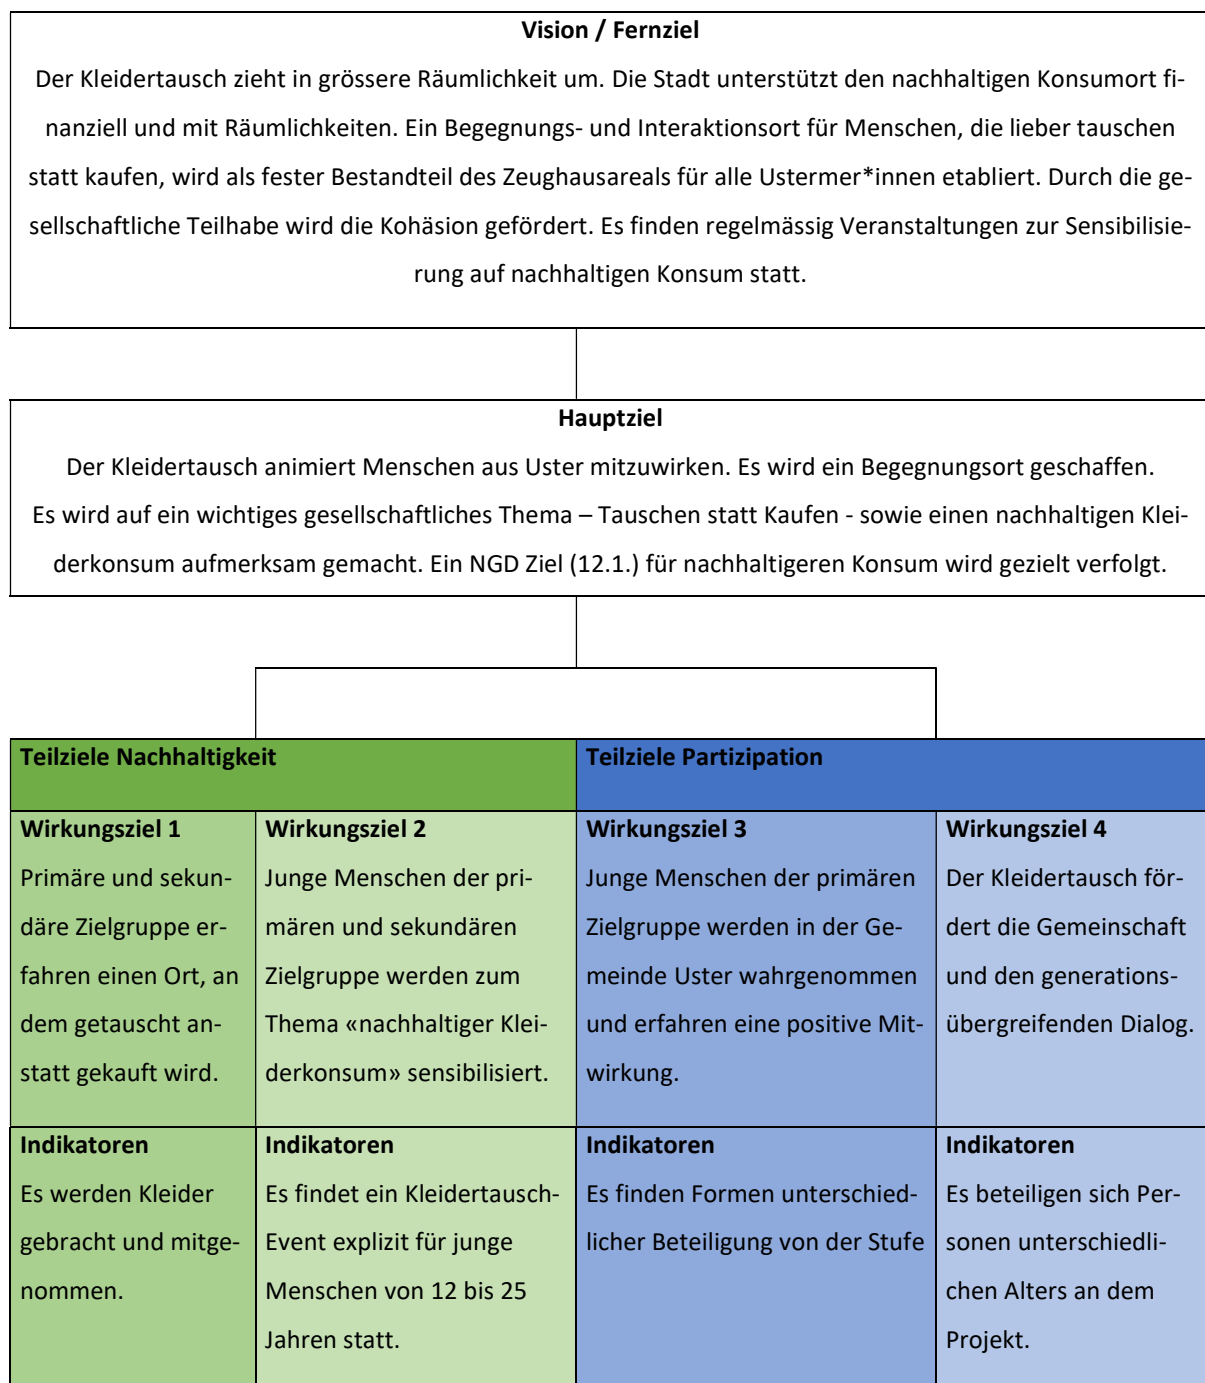 Vision / Fernziel
Der Kleidertausch zieht in grössere Räumlichkeit um. Die Stadt unterstützt den nachhaltigen Konsumort fi-
nanziell und mit Räumlichkeiten. Ein Begegnungs- und Interaktionsort für Menschen, die lieber tauschen
statt kaufen, wird als fester Bestandteil des Zeughausareals für alle Ustermer*innen etabliert. Durch die ge-
sellschaftliche Teilhabe wird die Kohäsion gefördert. Es finden regelmässig Veranstaltungen zur Sensibilisie-
rung auf nachhaltigen Konsum statt.
Hauptziel
Der Kleidertausch animiert Menschen aus Uster mitzuwirken. Es wird ein Begegnungsort geschaffen.
Es wird auf ein wichtiges gesellschaftliches Thema – Tauschen statt Kaufen - sowie einen nachhaltigen Klei-
derkonsum aufmerksam gemacht. Ein NGD Ziel (12.1.) für nachhaltigeren Konsum wird gezielt verfolgt.
Teilziele Nachhaltigkeit
Teilziele Partizipation
Wirkungsziel 1
Primäre und sekun-
däre Zielgruppe er-
fahren einen Ort, an
dem getauscht an-
statt gekauft wird.
Wirkungsziel 2
Junge Menschen der pri-
mären und sekundären
Zielgruppe werden zum
Thema «nachhaltiger Klei-
derkonsum» sensibilisiert.
Wirkungsziel 3
Junge Menschen der primären
Zielgruppe werden in der Ge-
meinde Uster wahrgenommen
und erfahren eine positive Mit-
wirkung.
Wirkungsziel 4
Der Kleidertausch för-
dert die Gemeinschaft
und den generations-
übergreifenden Dialog.
Indikatoren
Es werden Kleider
gebracht und mitge-
nommen.
Indikatoren
Es findet ein Kleidertausch-
Event explizit für junge
Menschen von 12 bis 25
Jahren statt.
Indikatoren
Es finden Formen unterschied-
licher Beteiligung von der Stufe
Indikatoren
Es beteiligen sich Per-
sonen unterschiedli-
chen Alters an dem
Projekt.